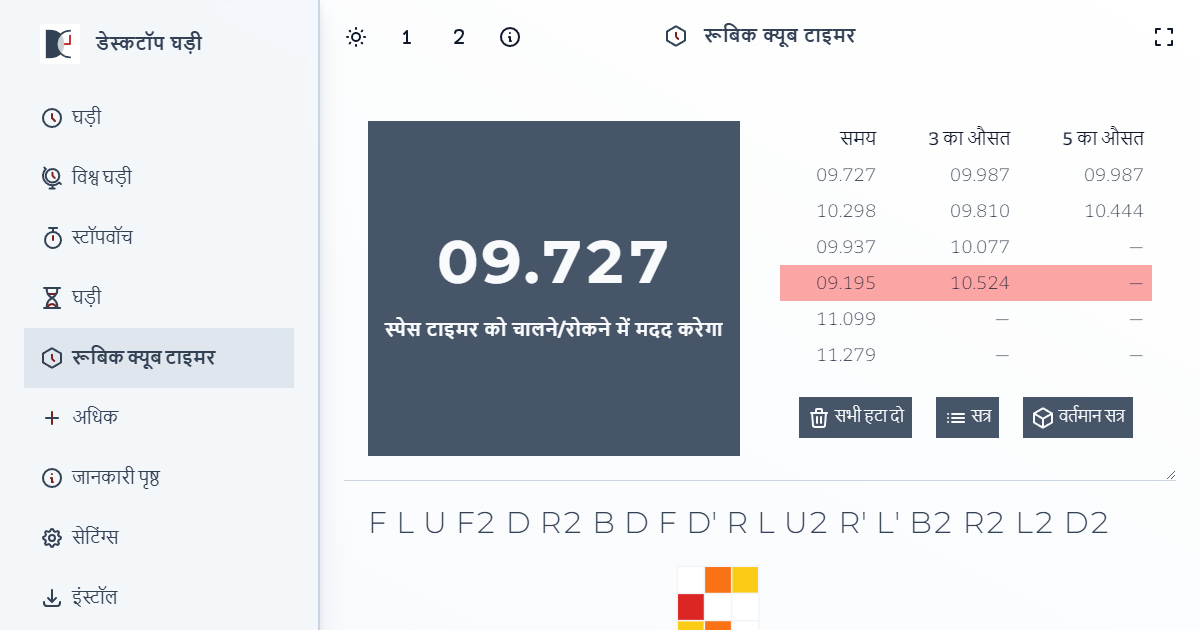 डेस्कटॉप घड़ी
घड़ी
विश्व घड़ी
स्टॉपवॉच
घड़ी
रूबिक क्यूब टाइमर
अधिक
जानकारी पृष्ठ
सेटिंग्स
इंस्टॉल
1 2
रूबिक क्यूब टाइमर
09.727
स्पेस टाइमर को चालने/रोकने में मदद करेगा
समय 3 का औसत 5 का औसत
09.727 09.987 09.987
10.298 09.810 10.444
09.937 10.077 —
09.195 10.524 —
11.099 — —
11.279 — —
सभी हटा दो सत्र वर्तमान सत्र
F L U F2 D R2 B D F D' R L U2 R' L' B2 R2 L2 D2